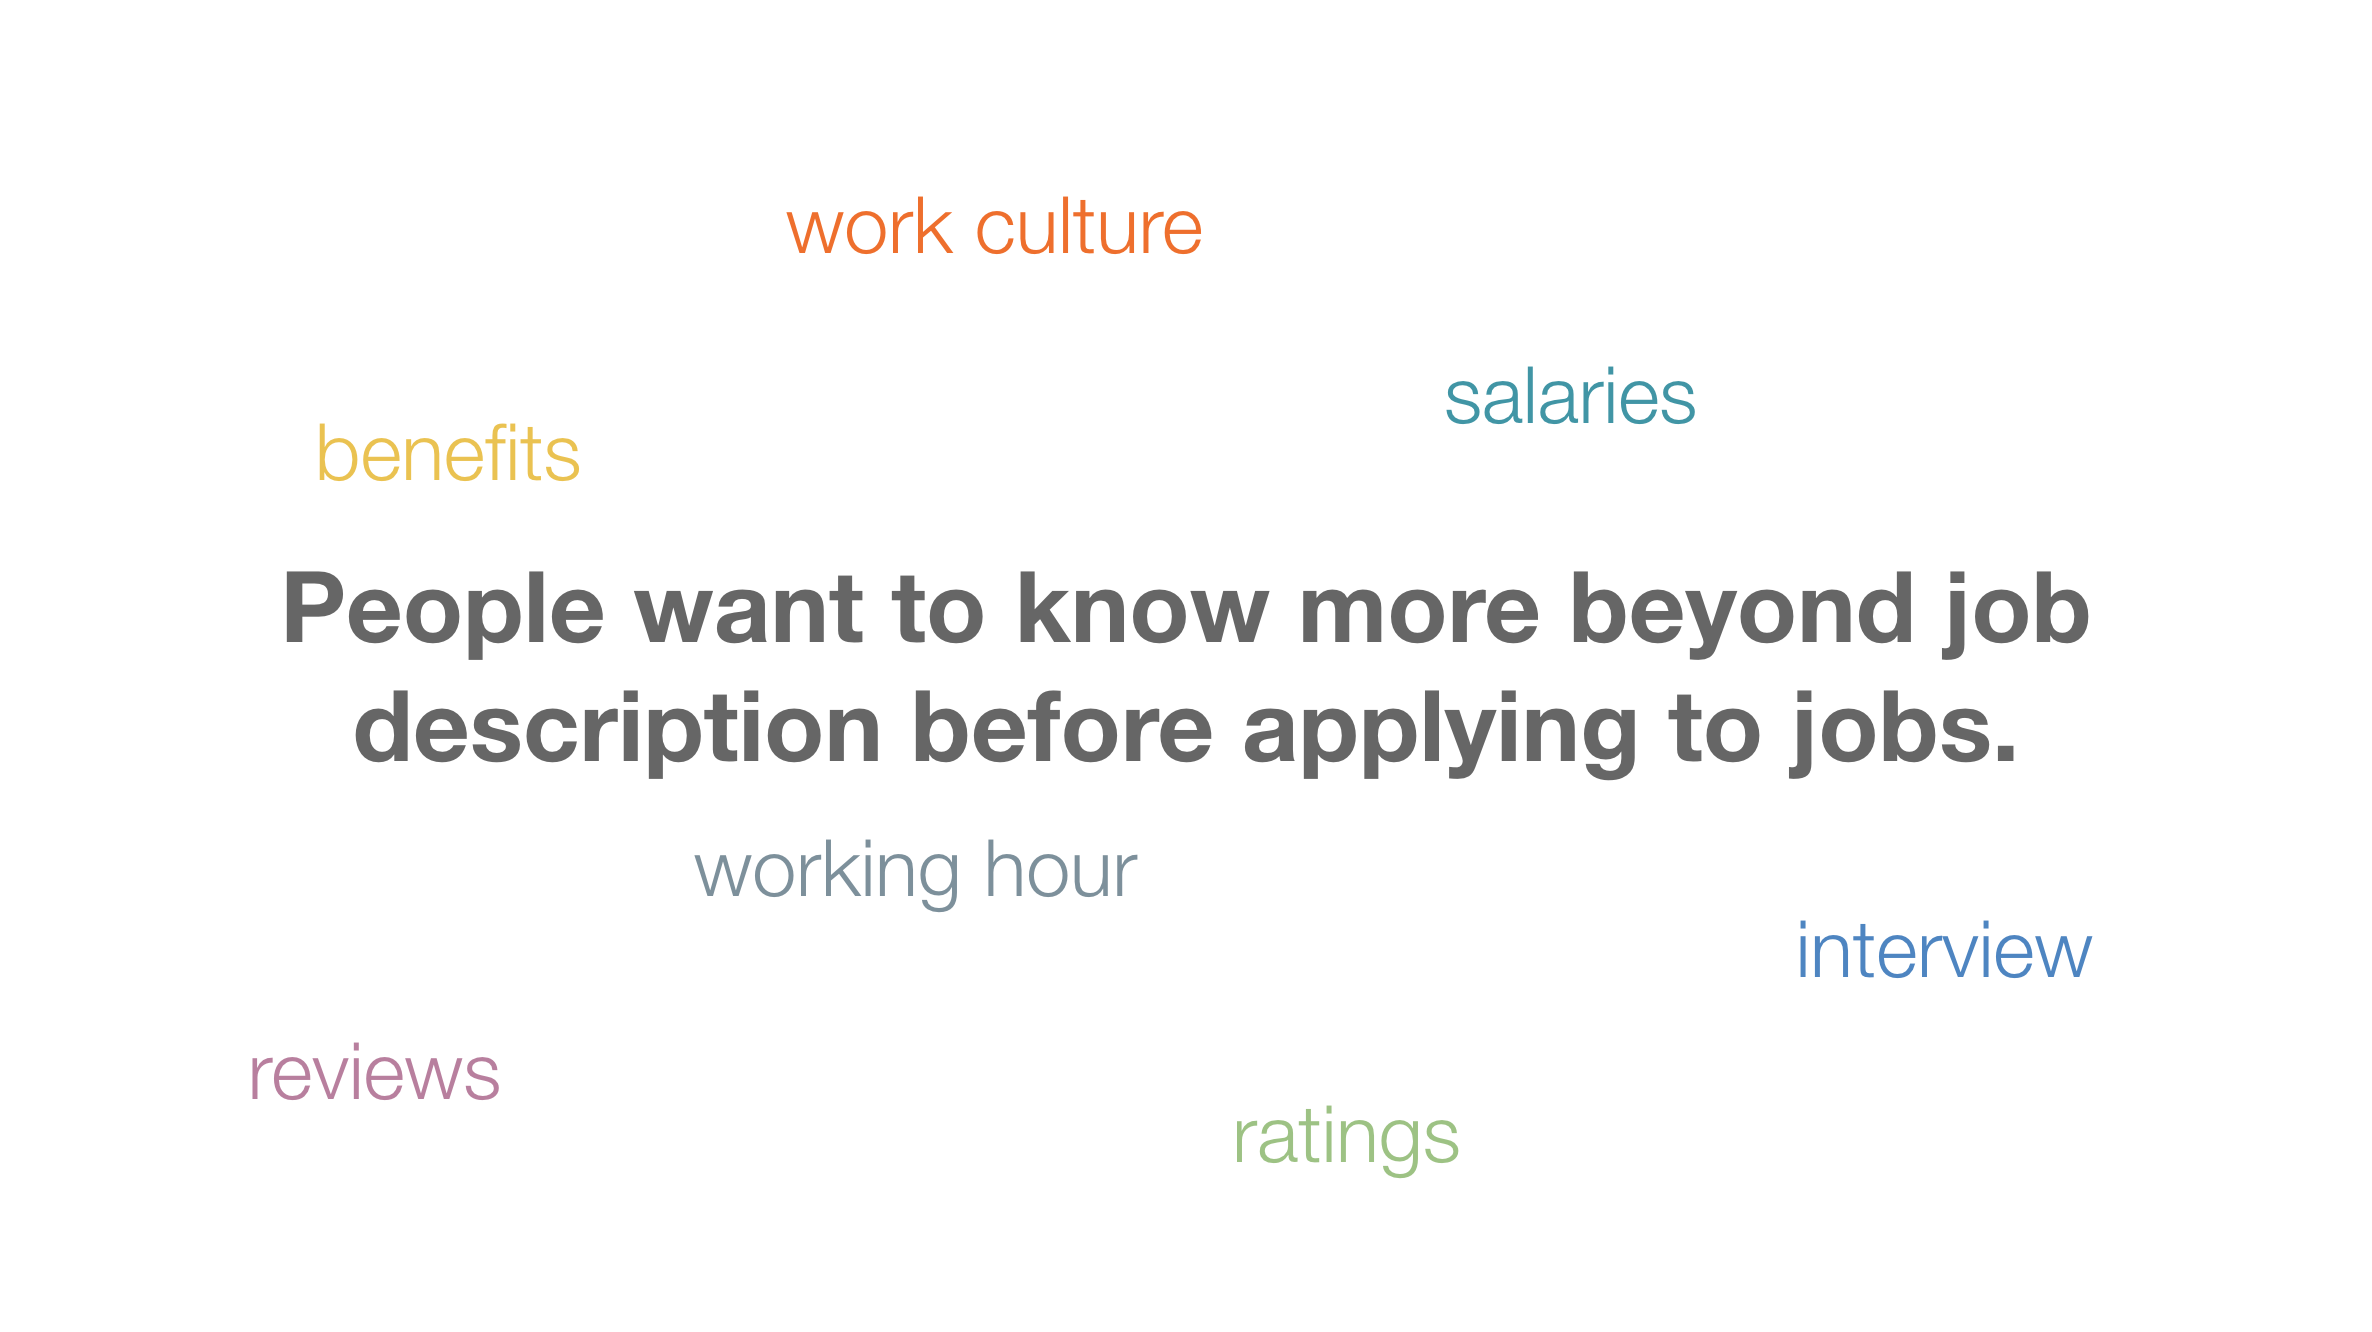 work culture
salaries
benefits
People want to know more beyond job
description before applying to jobs.
working hour
interview
reviews
ratings